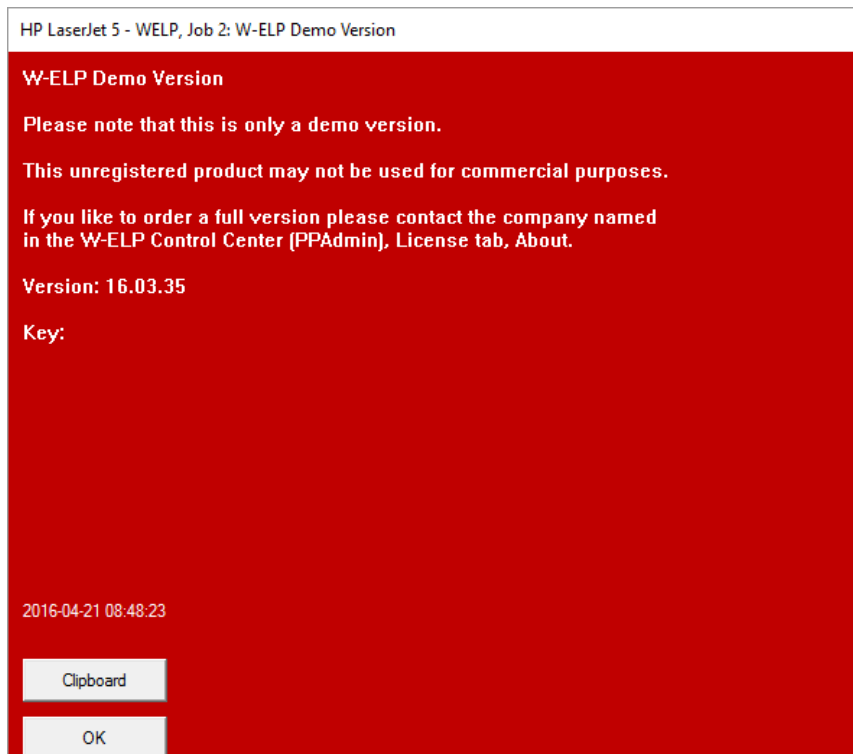 HP LaserJet 5 - WELP, Job 2: W-ELP Demo Version
W-ELP Demo Version
Please note that this is only a demo version.
This unregistered product may not be used for commercial purposes.
If you like to order a full version please contact the company named
in the W-ELP Control Center (PPAdmin), License tab, About.
Version: 16.03.35
Key:
2016-04-21 08:48:23
Clipboard
OK